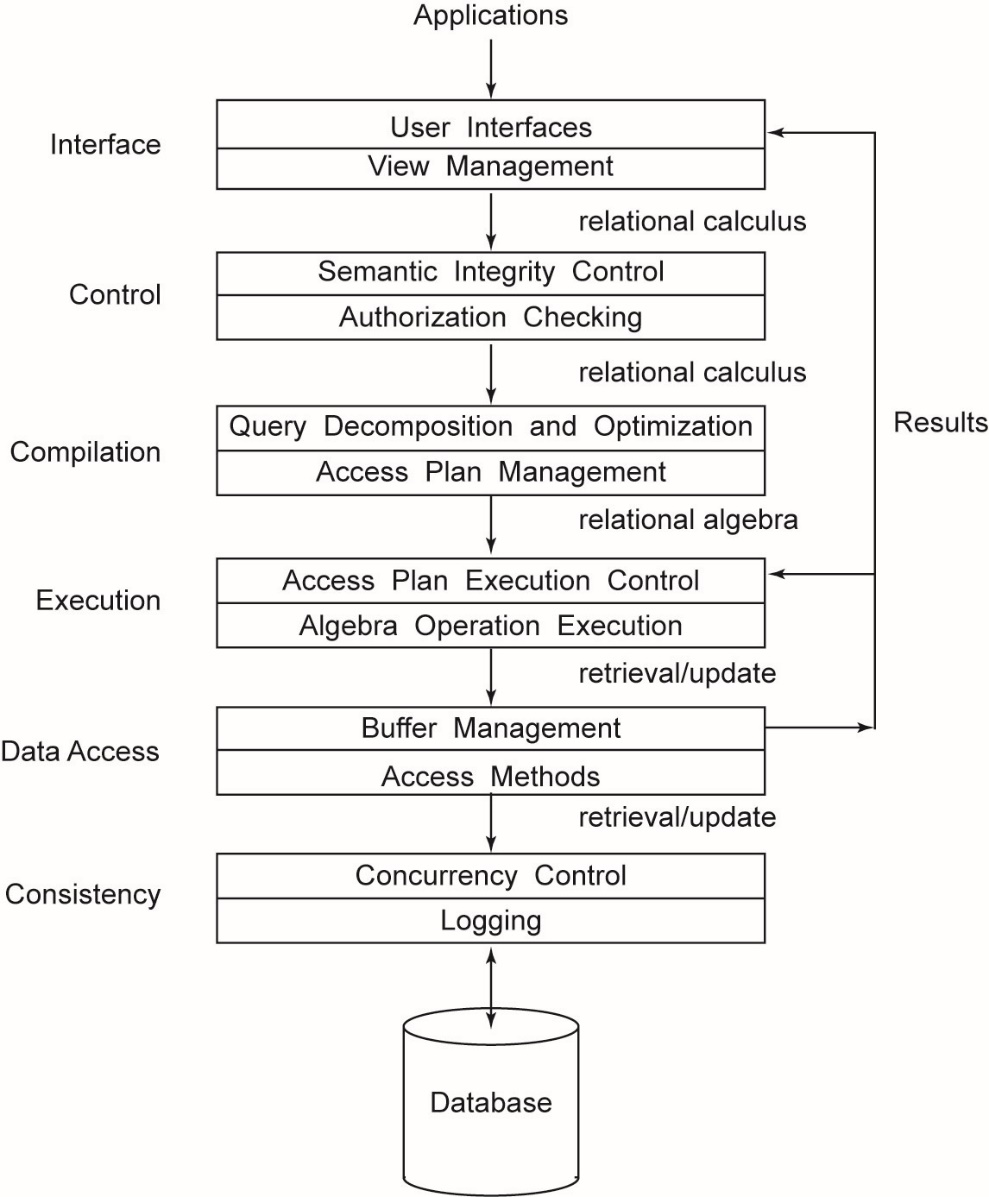 Applications
Interface
User Interfaces
View Management
relational calculus
Control
Semantic Integrity Control
Authorization Checking
relational calculus
Compilation
Query Decomposition and Optimization
Access Plan Management
Results
relational algebra
Execution
Access Plan Execution Control
Algebra Operation Execution
retrieval/update
Data Access
Buffer Management
Access Methods
retrieval/update
Consistency
Concurrency Control
Logging
Database